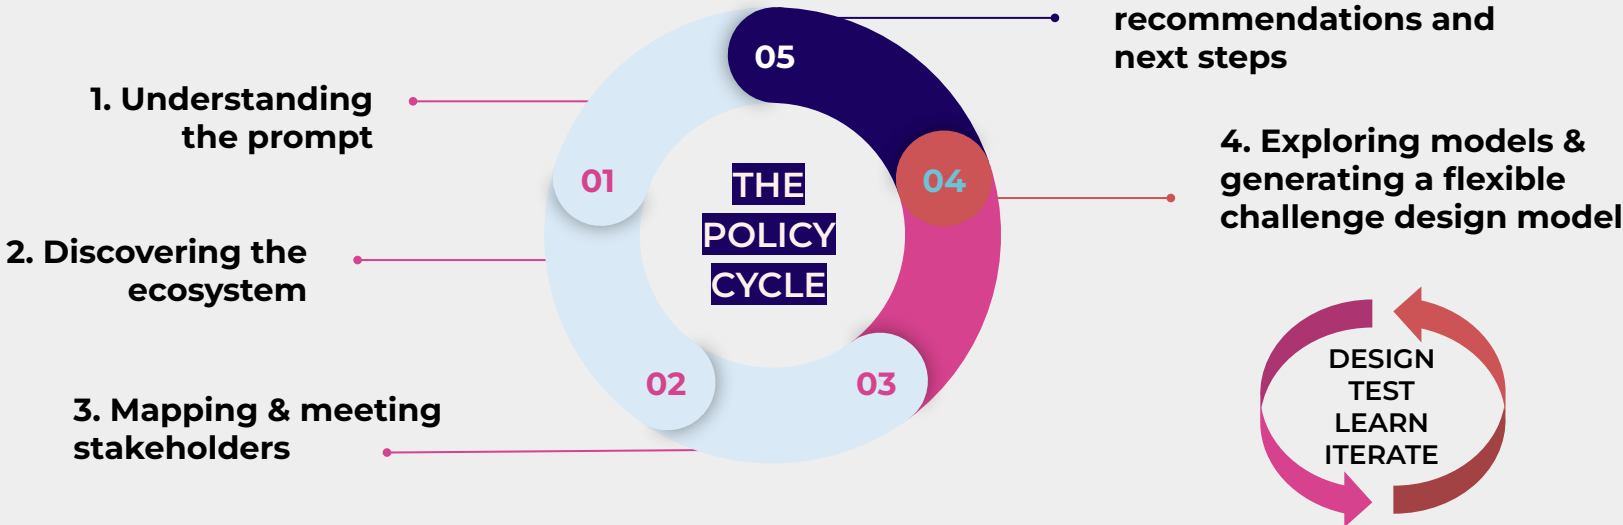 recommendations and
next steps
05
1. Understanding
the prompt
01
THE
POLICY
CYCLE
04
4. Exploring models &
generating a flexible
challenge design model
2. Discovering the
ecosystem
02
03
3. Mapping & meeting
stakeholders
DESIGN
TEST
LEARN
ITERATE